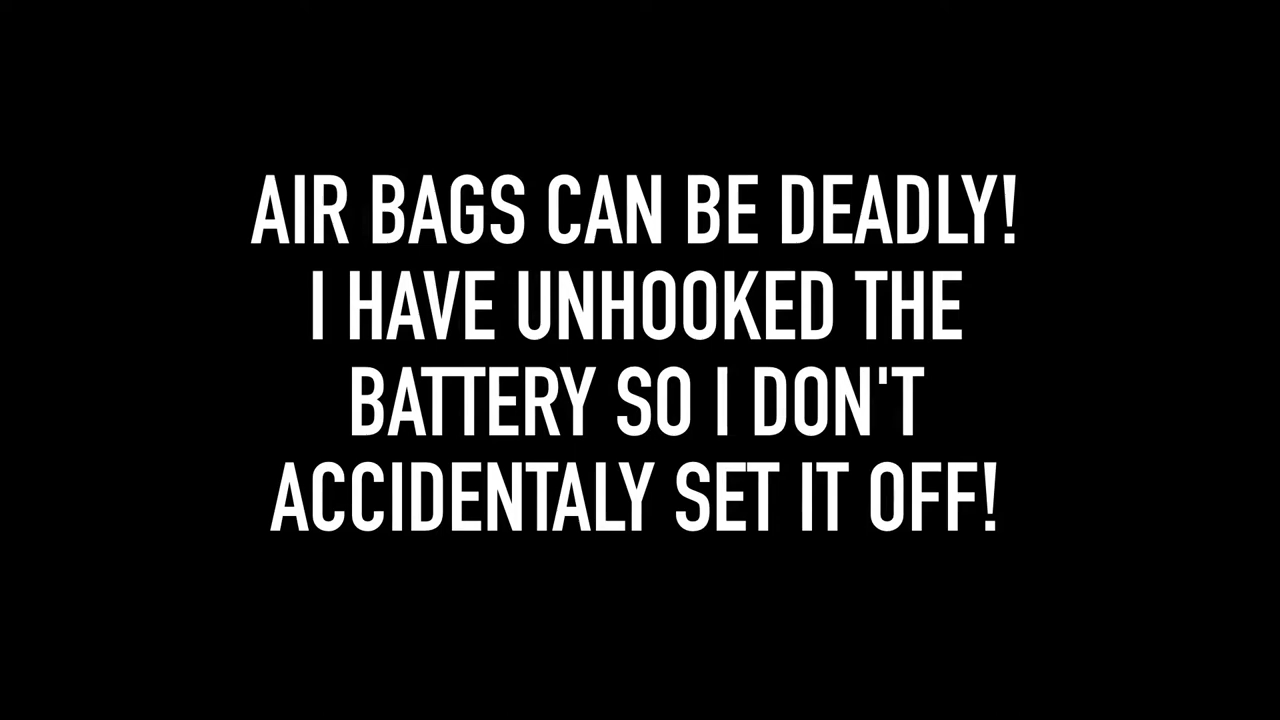 AIR BAGS CAN BE DEADLY!
I HAVE UNHOOKED THE
BATTERY SO I DON'T
ACCIDENTALY SET IT OFF!